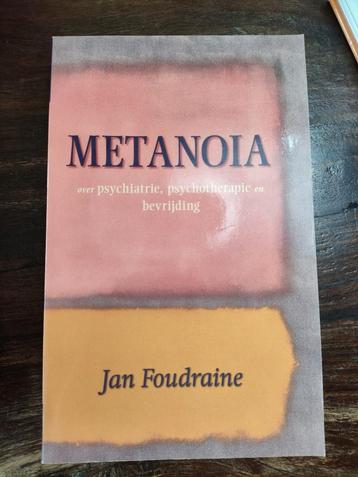 METANOIA
over psychiatrie, psychotherapie en
bevrijding
Jan Foudraine